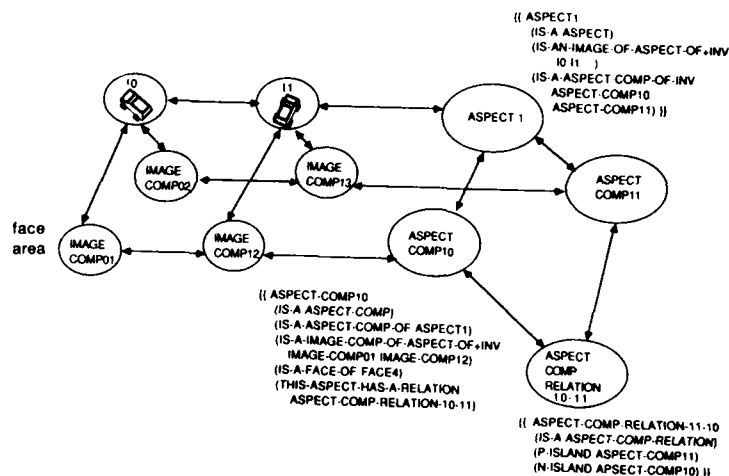 {{ ASPECT1
(IS-A ASPECT)
(IS-AN-IMAGE-OF-ASPECT-OF+INV
I0 I1 )
(IS-A-ASPECT-COMP-OF-INV
ASPECT-COMP10
ASPECT-COMP11) }}
I0
I1
ASPECT 1
IMAGE
COMP02
IMAGE
COMP13
ASPECT
COMP11
face
area
IMAGE
COMP01
IMAGE
COMP12
ASPECT
COMP10
{{ ASPECT-COMP10
(IS-A ASPECT-COMP)
(IS-A-ASPECT-COMP-OF ASPECT1)
(IS-A-IMAGE-COMP-OF-ASPECT-OF+INV
IMAGE-COMP01 IMAGE-COMP12)
(IS-A-FACE-OF FACE4)
(THIS-ASPECT-HAS-A-RELATION
ASPECT-COMP-RELATION-10-11)
ASPECT
COMP
RELATION
10-11
{{ ASPECT-COMP-RELATION-11-10
(IS-A ASPECT-COMP-RELATION)
(P-ISLAND ASPECT-COMP11)
(N-ISLAND APSECT-COMP10) }}